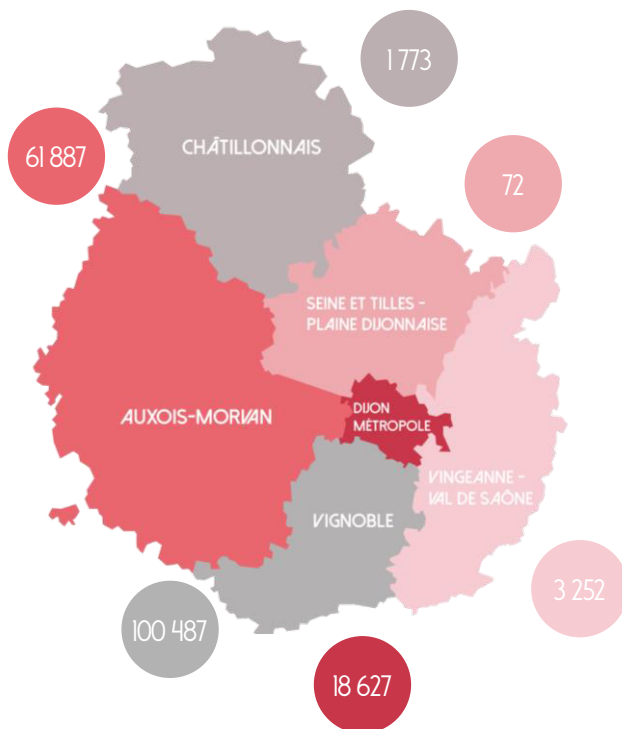 1 773
61 887
CHÂTILLONNAIS
72
SEINE ET TILLES -
PLAINE DIJONNAISE
AUXOIS-MORVAN
DIJON
MÉTROPOLE
VINGEANNE -
VAL DE SAÔNE
VIGNOBLE
3 252
100 487
18 627